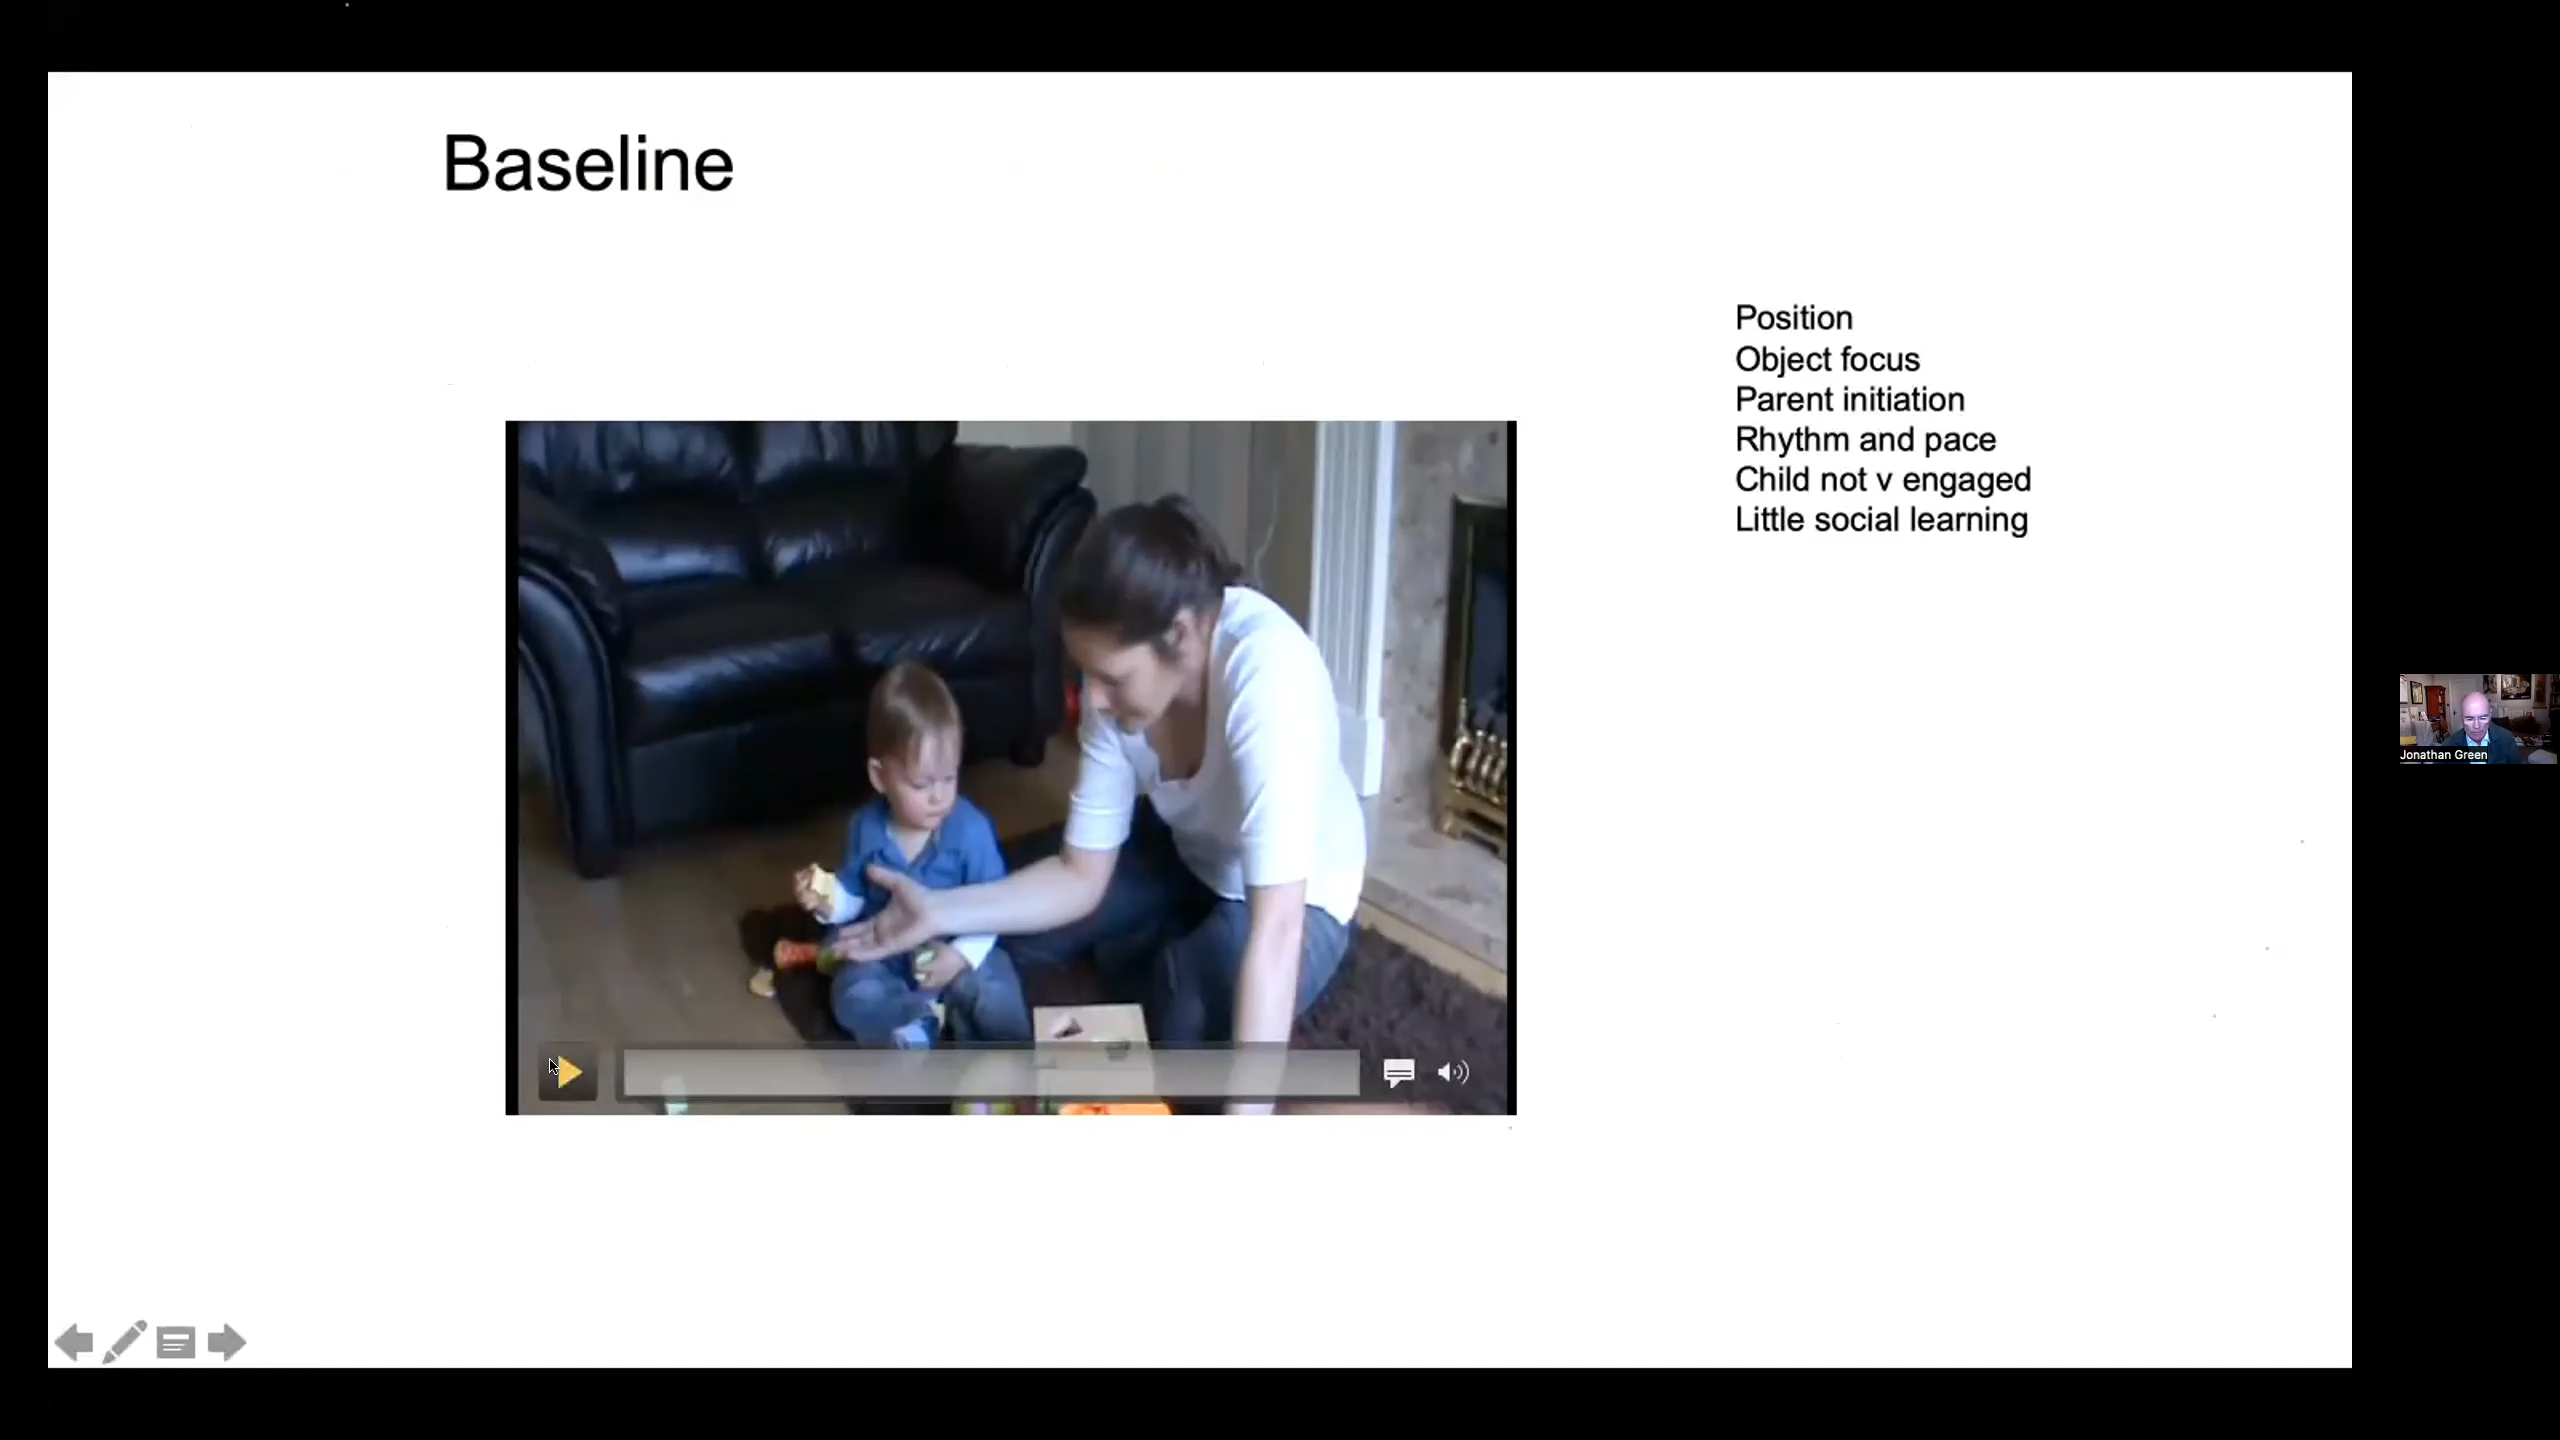 Baseline
Position
Object focus
Parent initiation
Rhythm and pace
Child not v engaged
Little social learning
Jonathan Green